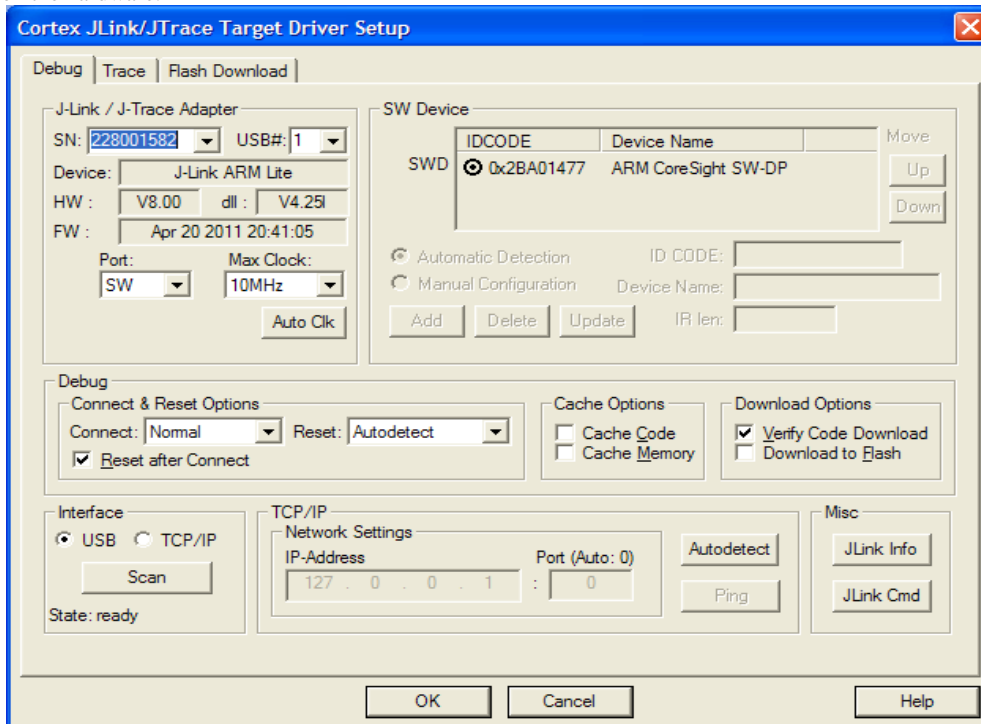 Cortex JLink/JTrace Target Driver Setup
Debug Trace Flash Download
J-Link / J-Trace Adapter
SN: 228001582 USB#: 1
Device: J-Link ARM Lite
HW : V8.00 dll : V4.25l
FW : Apr 20 2011 20:41:05
Port: Max Clock:
SW 10MHz
Auto Clk
SW Device
IDCODE Device Name Move
SWD 0x2BA01477 ARM CoreSight SW-DP Up
Down
Automatic Detection ID CODE:
Manual Configuration Device Name:
Add Delete Update IR len:
Debug
Connect & Reset Options
Connect: Normal Reset: Autodetect
Reset after Connect
Cache Options
Cache Code
Cache Memory
Download Options
Verify Code Download
Download to Flash
Interface
USB TCP/IP
Scan
State: ready
TCP/IP
Network Settings
IP-Address Port (Auto: 0)
127 . 0 . 0 . 1 : 0
Autodetect
Ping
Misc
JLink Info
JLink Cmd
OK Cancel Help